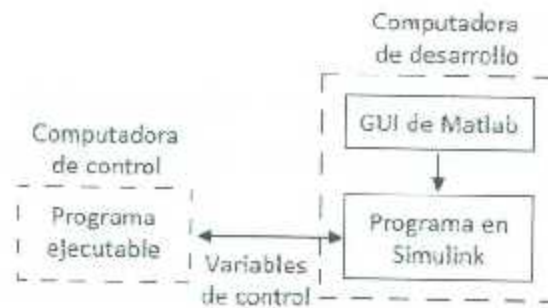 Computadora
de desarrollo
GUI de Matlab
Computadora
de control
Programa
ejecutable
Programa en
Simulink
Variables
de control